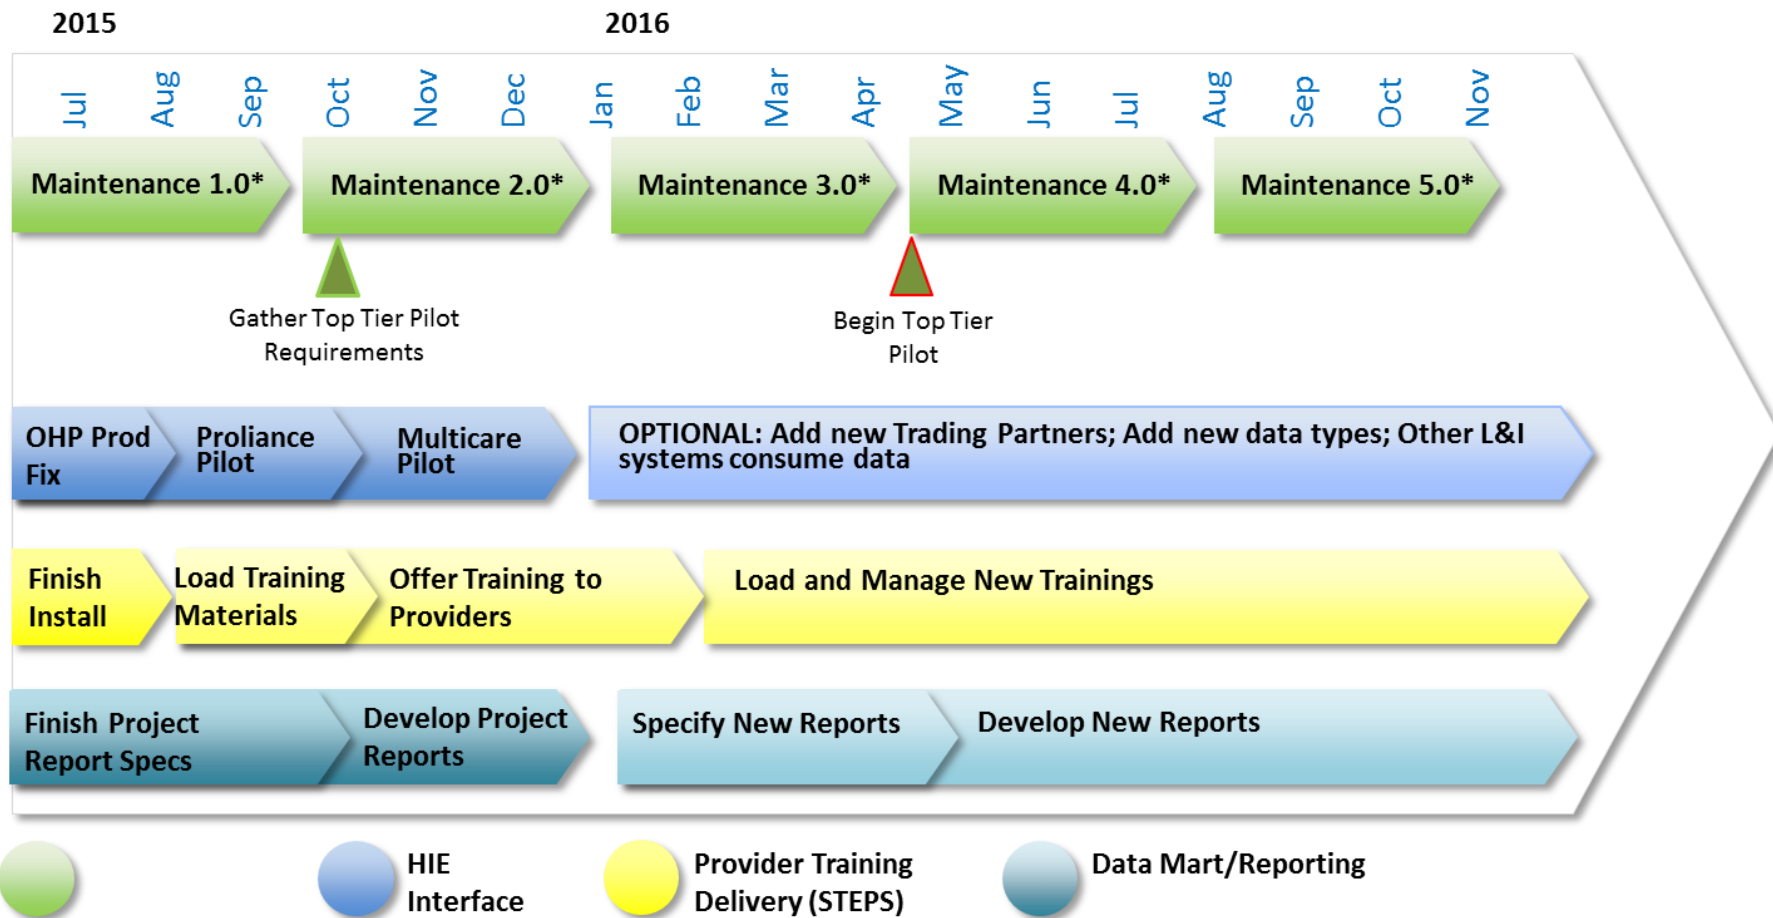 2015
2016
Jul
Aug
Sep
Oct
Nov
Dec
Jan
Feb
Mar
Apr
May
Jun
Jul
Aug
Sep
Oct
Nov
Maintenance 1.0*
Maintenance 2.0*
Maintenance 3.0*
Maintenance 4.0*
Maintenance 5.0*
Gather Top Tier Pilot
Requirements
Begin Top Tier
Pilot
OHP Prod
Fix
Proliance
Pilot
Multicare
Pilot
OPTIONAL: Add new Trading Partners; Add new data types; Other L&I
systems consume data
Finish
Install
Load Training
Materials
Offer Training to
Providers
Load and Manage New Trainings
Finish Project
Report Specs
Develop Project
Reports
Specify New Reports
Develop New Reports
HIE
Interface
Provider Training
Delivery (STEPS)
Data Mart/Reporting